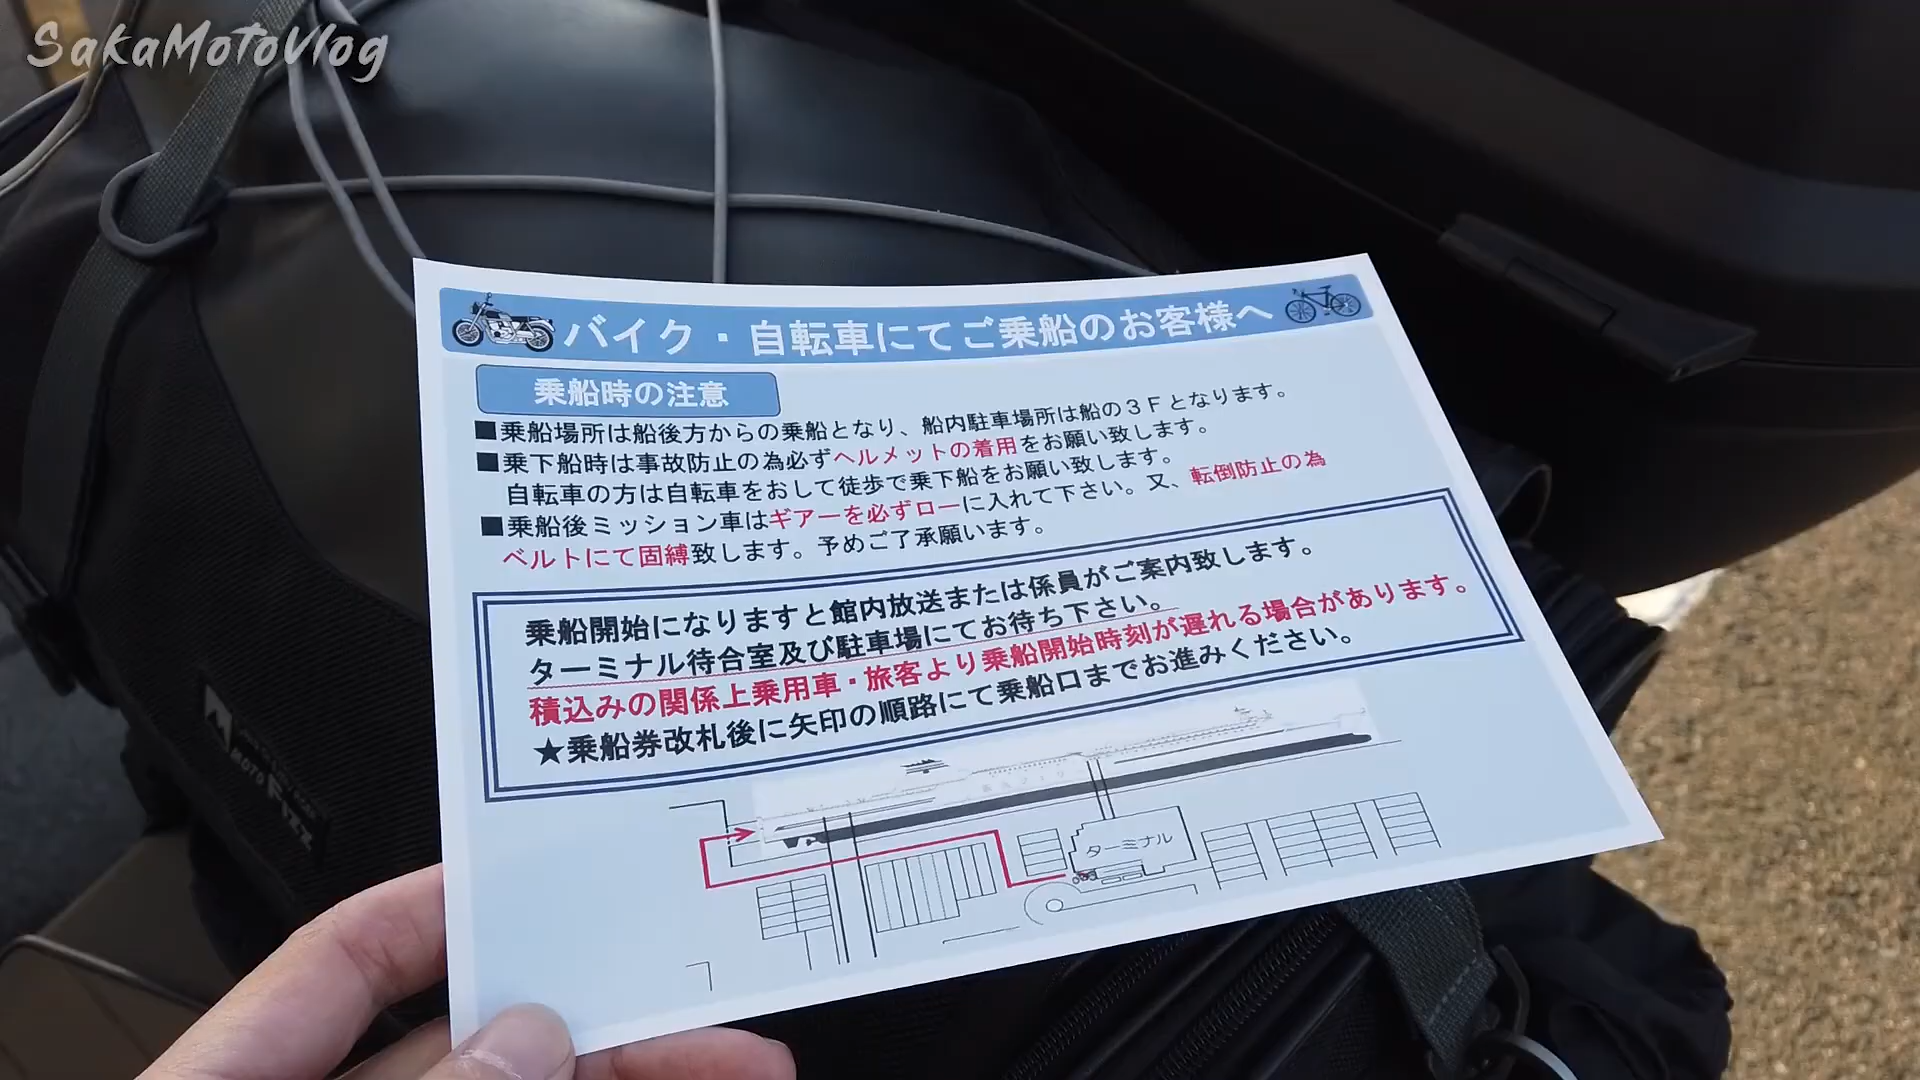 SakaMotoVlog
バイク・自転車にてご乗船のお客様へ
乗船時の注意
■乗船場所は船後方からの乗船となり、船内駐車場所は船の3Fとなります。
■乗下船時は事故防止の為必ずヘルメットの着用をお願い致します。
自転車の方は自転車をおして徒歩で乗下船をお願い致します。
■乗船後ミッション車はギアーを必ずローに入れて下さい。又、転倒防止の為
ベルトにて固縛致します。予めご了承願います。
乗船開始になりますと館内放送または係員がご案内致します。
ターミナル待合室及び駐車場にてお待ち下さい。
積込みの関係上乗用車・旅客より乗船開始時刻が遅れる場合があります。
★乗船券改札後に矢印の順路にて乗船口までお進みください。
ターミナル
MOTO FIZZ